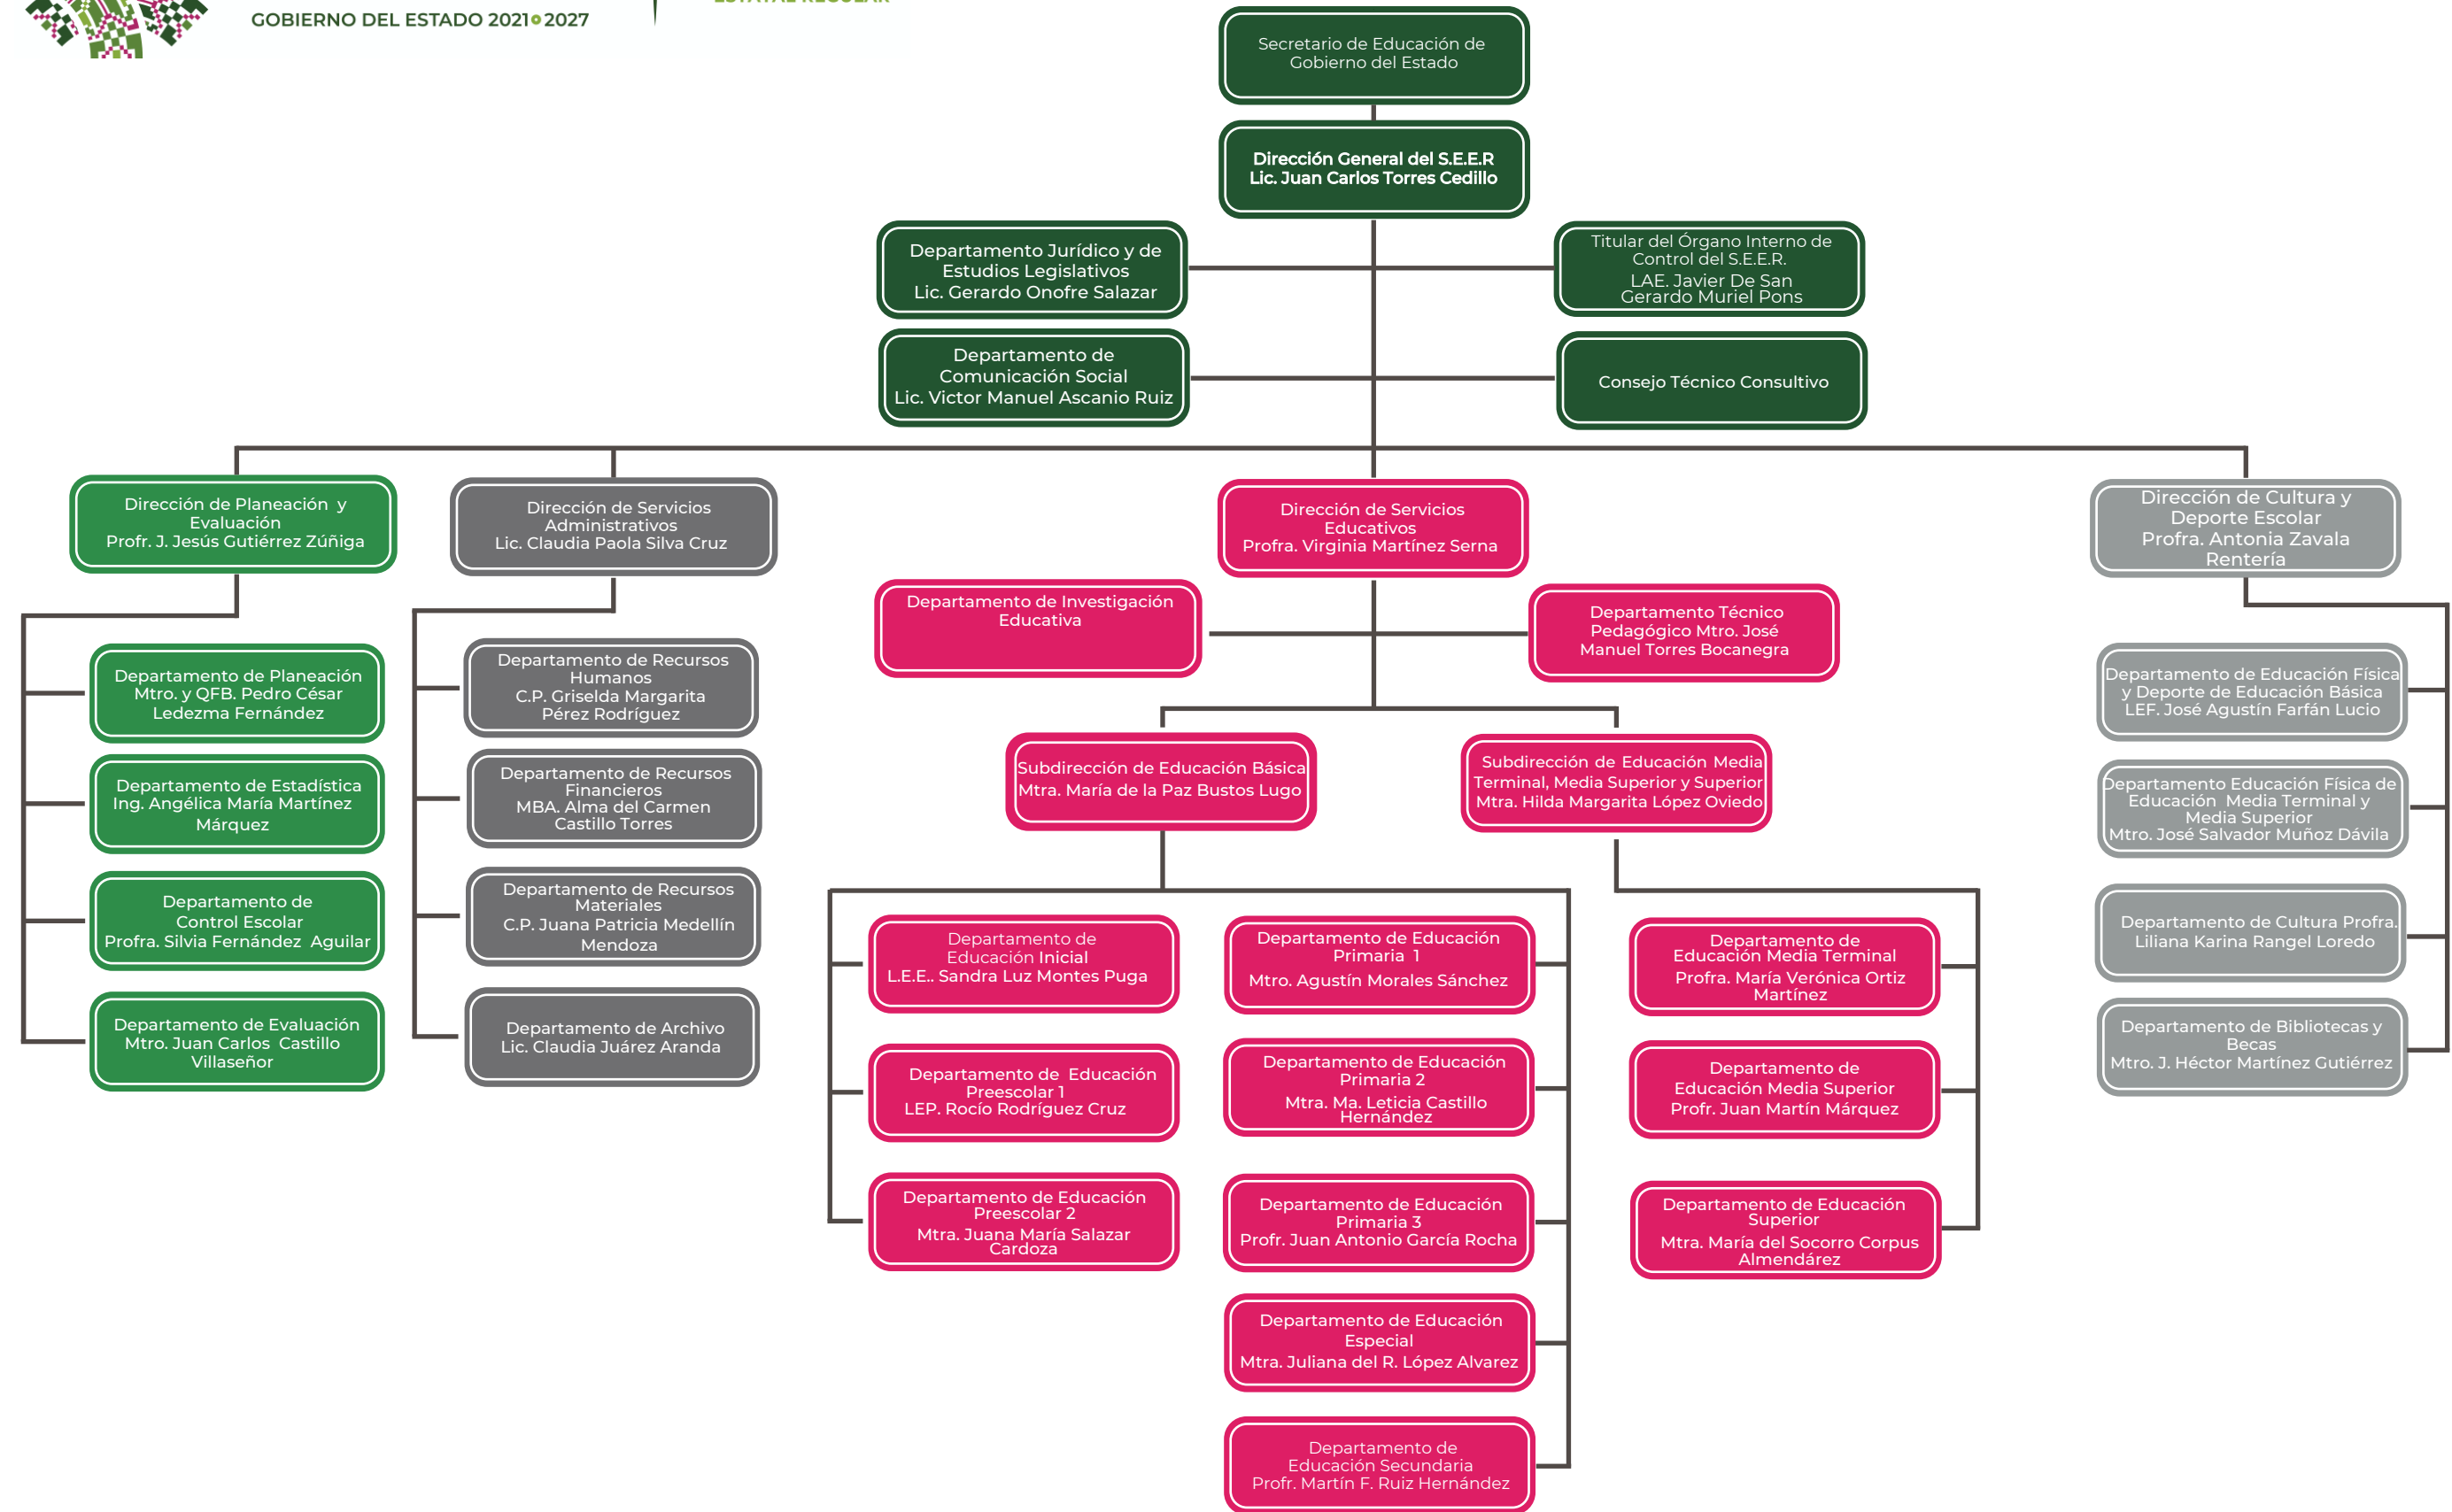 GOBIERNO DEL ESTADO 2021 2027
ESTATAL REGULAR
Secretario de Educación de
Gobierno del Estado
Dirección General del S.E.E.R
Lic. Juan Carlos Torres Cedillo
Departamento Jurídico y de
Estudios Legislativos
Lic. Gerardo Onofre Salazar
Titular del Órgano Interno de
Control del S.E.E.R.
LAE. Javier De San
Gerardo Muriel Pons
Departamento de
Comunicación Social
Lic. Victor Manuel Ascanio Ruiz
Consejo Técnico Consultivo
Dirección de Planeación y
Evaluación
Profr. J. Jesús Gutiérrez Zúñiga
Dirección de Servicios
Administrativos
Lic. Claudia Paola Silva Cruz
Dirección de Servicios
Educativos
Profra. Virginia Martínez Serna
Dirección de Cultura y
Deporte Escolar
Profra. Antonia Zavala
Rentería
Departamento de Investigación
Educativa
Departamento Técnico
Pedagógico Mtro. José
Manuel Torres Bocanegra
Departamento de Planeación
Mtro. y QFB. Pedro César
Ledezma Fernández
Departamento de Estadística
Ing. Angélica María Martínez
Márquez
Departamento de
Control Escolar
Profra. Silvia Fernández Aguilar
Departamento de Evaluación
Mtro. Juan Carlos Castillo
Villaseñor
Departamento de Recursos
Humanos
C.P. Griselda Margarita
Pérez Rodríguez
Departamento de Recursos
Financieros
MBA. Alma del Carmen
Castillo Torres
Departamento de Recursos
Materiales
C.P. Juana Patricia Medellín
Mendoza
Departamento de Archivo
Lic. Claudia Juárez Aranda
Subdirección de Educación Básica
Mtra. María de la Paz Bustos Lugo
Subdirección de Educación Media
Terminal, Media Superior y Superior
Mtra. Hilda Margarita López Oviedo
Departamento de
Educación Inicial
L.E.E.. Sandra Luz Montes Puga
Departamento de Educación
Preescolar 1
LEP. Rocío Rodríguez Cruz
Departamento de Educación
Preescolar 2
Mtra. Juana María Salazar
Cardoza
Departamento de Educación
Primaria 1
Mtro. Agustín Morales Sánchez
Departamento de Educación
Primaria 2
Mtra. Ma. Leticia Castillo
Hernández
Departamento de Educación
Primaria 3
Profr. Juan Antonio García Rocha
Departamento de Educación
Especial
Mtra. Juliana del R. López Alvarez
Departamento de
Educación Secundaria
Profr. Martín F. Ruiz Hernández
Departamento de
Educación Media Terminal
Profra. María Verónica Ortiz
Martínez
Departamento de
Educación Media Superior
Profr. Juan Martín Márquez
Departamento de Educación
Superior
Mtra. María del Socorro Corpus
Almendárez
Departamento de Educación Física
y Deporte de Educación Básica
LEF. José Agustín Farfán Lucio
Departamento Educación Física de
Educación Media Terminal y
Media Superior
Mtro. José Salvador Muñoz Dávila
Departamento de Cultura Profra.
Liliana Karina Rangel Loredo
Departamento de Bibliotecas y
Becas
Mtro. J. Héctor Martínez Gutiérrez